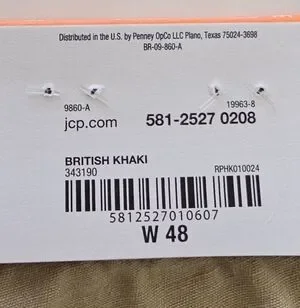 Distributed in the U.S. by Penney OpCo LLC Plano, Texas 75024-3698
BR-09-860-A
9860-A 19963-8
jcp.com 581-2527 0208
BRITISH KHAKI
343190 RPHK010024
5812527010607
W 48